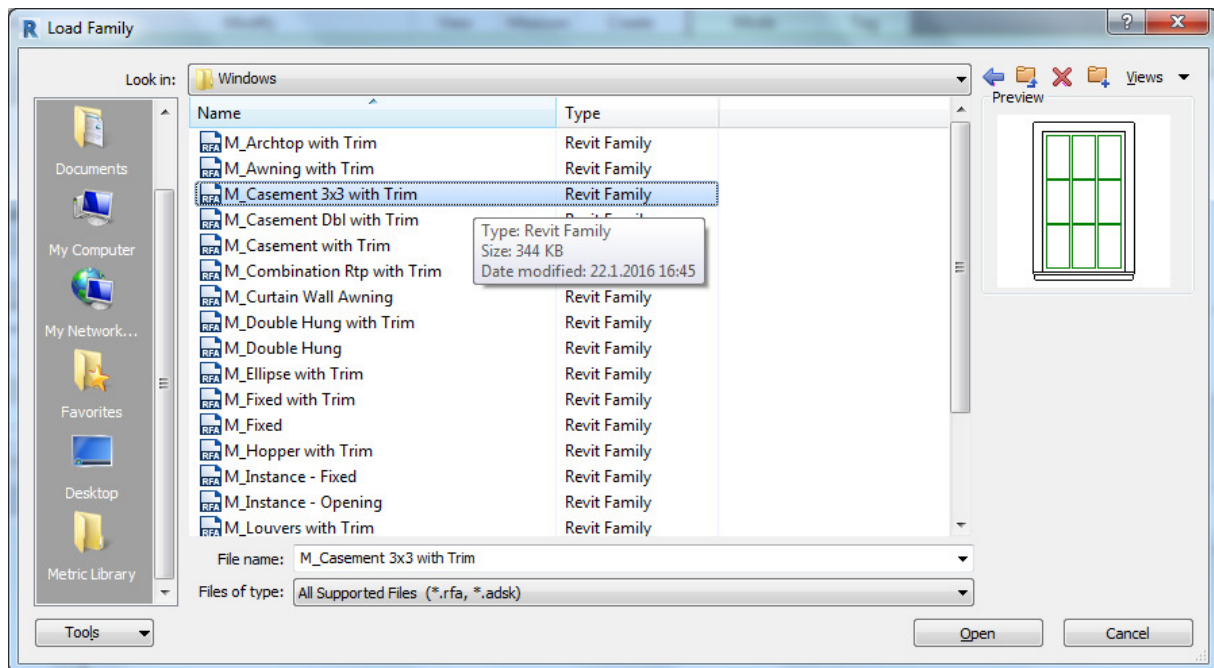 Load Family
Modify View Measure Create Mode Tag
Look in: Windows Views
Preview
Name Type
M_Archtop with Trim Revit Family
M_Awning with Trim Revit Family
M_Casement 3x3 with Trim Revit Family
M_Casement Dbl with Trim
M_Casement with Trim
M_Combination Rtp with Trim
M_Curtain Wall Awning Revit Family
M_Double Hung with Trim Revit Family
M_Double Hung Revit Family
M_Ellipse with Trim Revit Family
M_Fixed with Trim Revit Family
M_Fixed Revit Family
M_Hopper with Trim Revit Family
M_Instance - Fixed Revit Family
M_Instance - Opening Revit Family
M_Louvers with Trim Revit Family
Type: Revit Family
Size: 344 KB
Date modified: 22.1.2016 16:45
Documents
My Computer
My Network...
Favorites
Desktop
Metric Library
File name: M_Casement 3x3 with Trim
Files of type: All Supported Files (*.rfa, *.adsk)
Tools Open Cancel